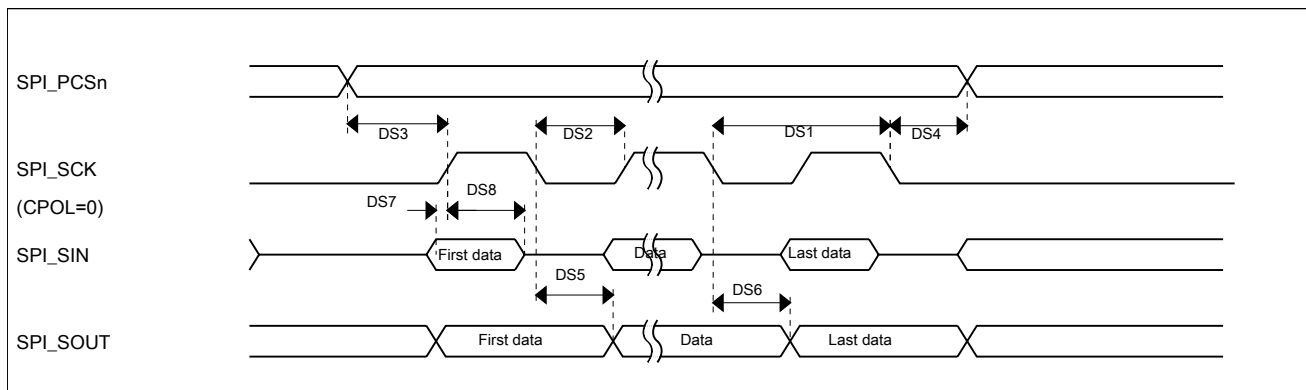 SPI_PCSn
DS3
DS2
DS1
DS4
SPI_SCK
(CPOL=0)
DS7
DS8
SPI_SIN
First data
Data
Last data
DS5
DS6
SPI_SOUT
First data
Data
Last data